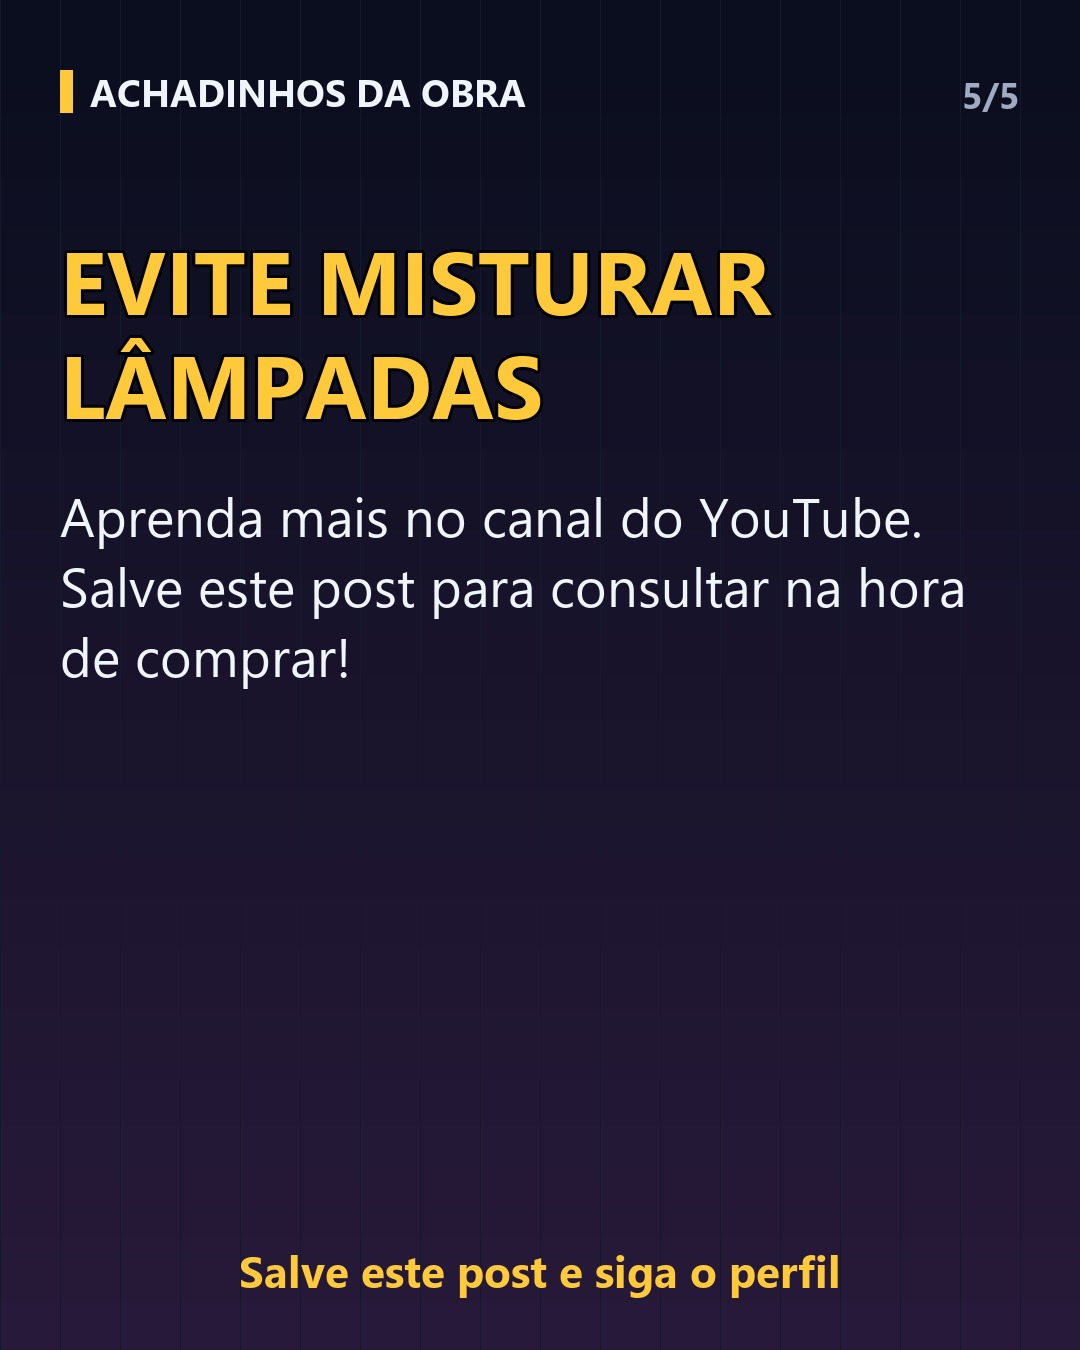 ACHADINHOS DA OBRA
5/5
EVITE MISTURAR
LÂMPADAS
Aprenda mais no canal do YouTube.
Salve este post para consultar na hora
de comprar!
Salve este post e siga o perfil